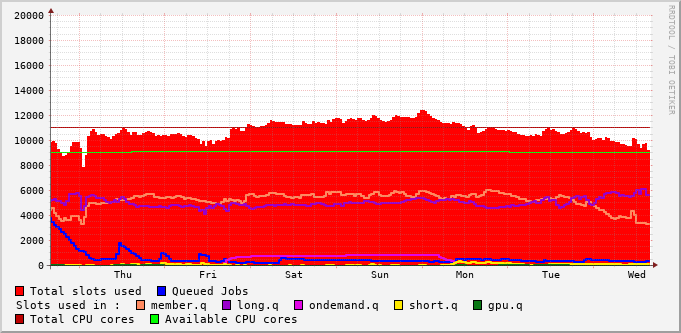 20000
18000
16000
14000
12000
10000
8000
6000
4000
2000
0
Thu Fri Sat Sun Mon Tue Wed
Total slots used Queued Jobs
Slots used in : member.q long.q ondemand.q short.q gpu.q
Total CPU cores Available CPU cores
RRDTOOL / TOBI OETIKER